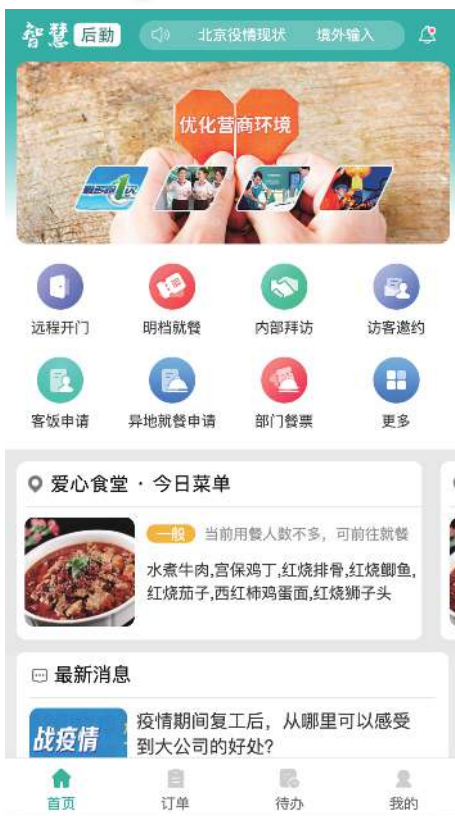 智慧 后勤 北京役情现状 境外输入
优化营商环境
最多跑1次
远程开门 明档就餐 内部拜访 访客邀约
客饭申请 异地就餐申请 部门餐票 更多
爱心食堂 · 今日菜单
一般 当前用餐人数不多，可前往就餐
水煮牛肉,宫保鸡丁,红烧排骨,红烧鲫鱼,
红烧茄子,西红柿鸡蛋面,红烧狮子头
最新消息
战疫情
疫情期间复工后，从哪里可以感受
到大公司的好处?
首页 订单 待办 我的